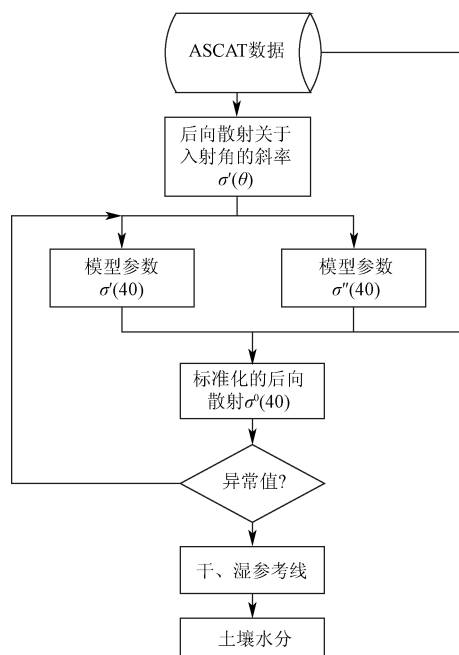 ASCAT数据
后向散射关于
入射角的斜率
σ′(θ)
模型参数
σ′(40)
模型参数
σ″(40)
标准化的后向
散射σ⁰(40)
异常值?
干、湿参考线
土壤水分